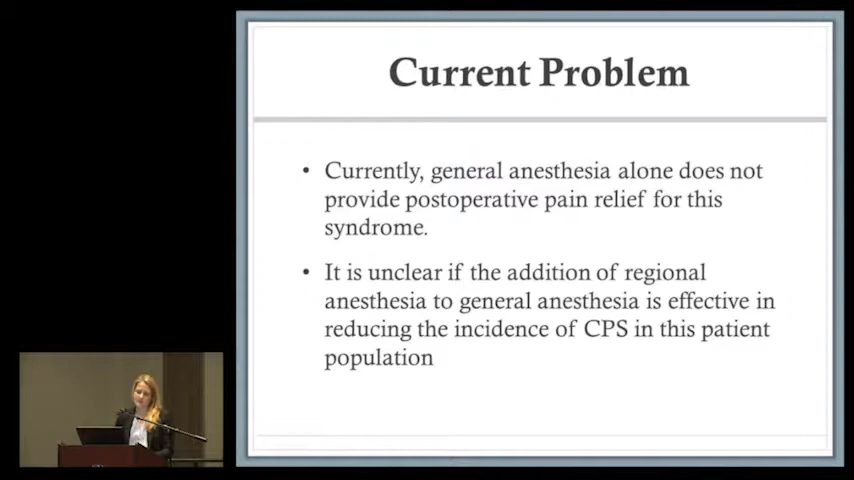 Current Problem
• Currently, general anesthesia alone does not
provide postoperative pain relief for this
syndrome.
• It is unclear if the addition of regional
anesthesia to general anesthesia is effective in
reducing the incidence of CPS in this patient
population